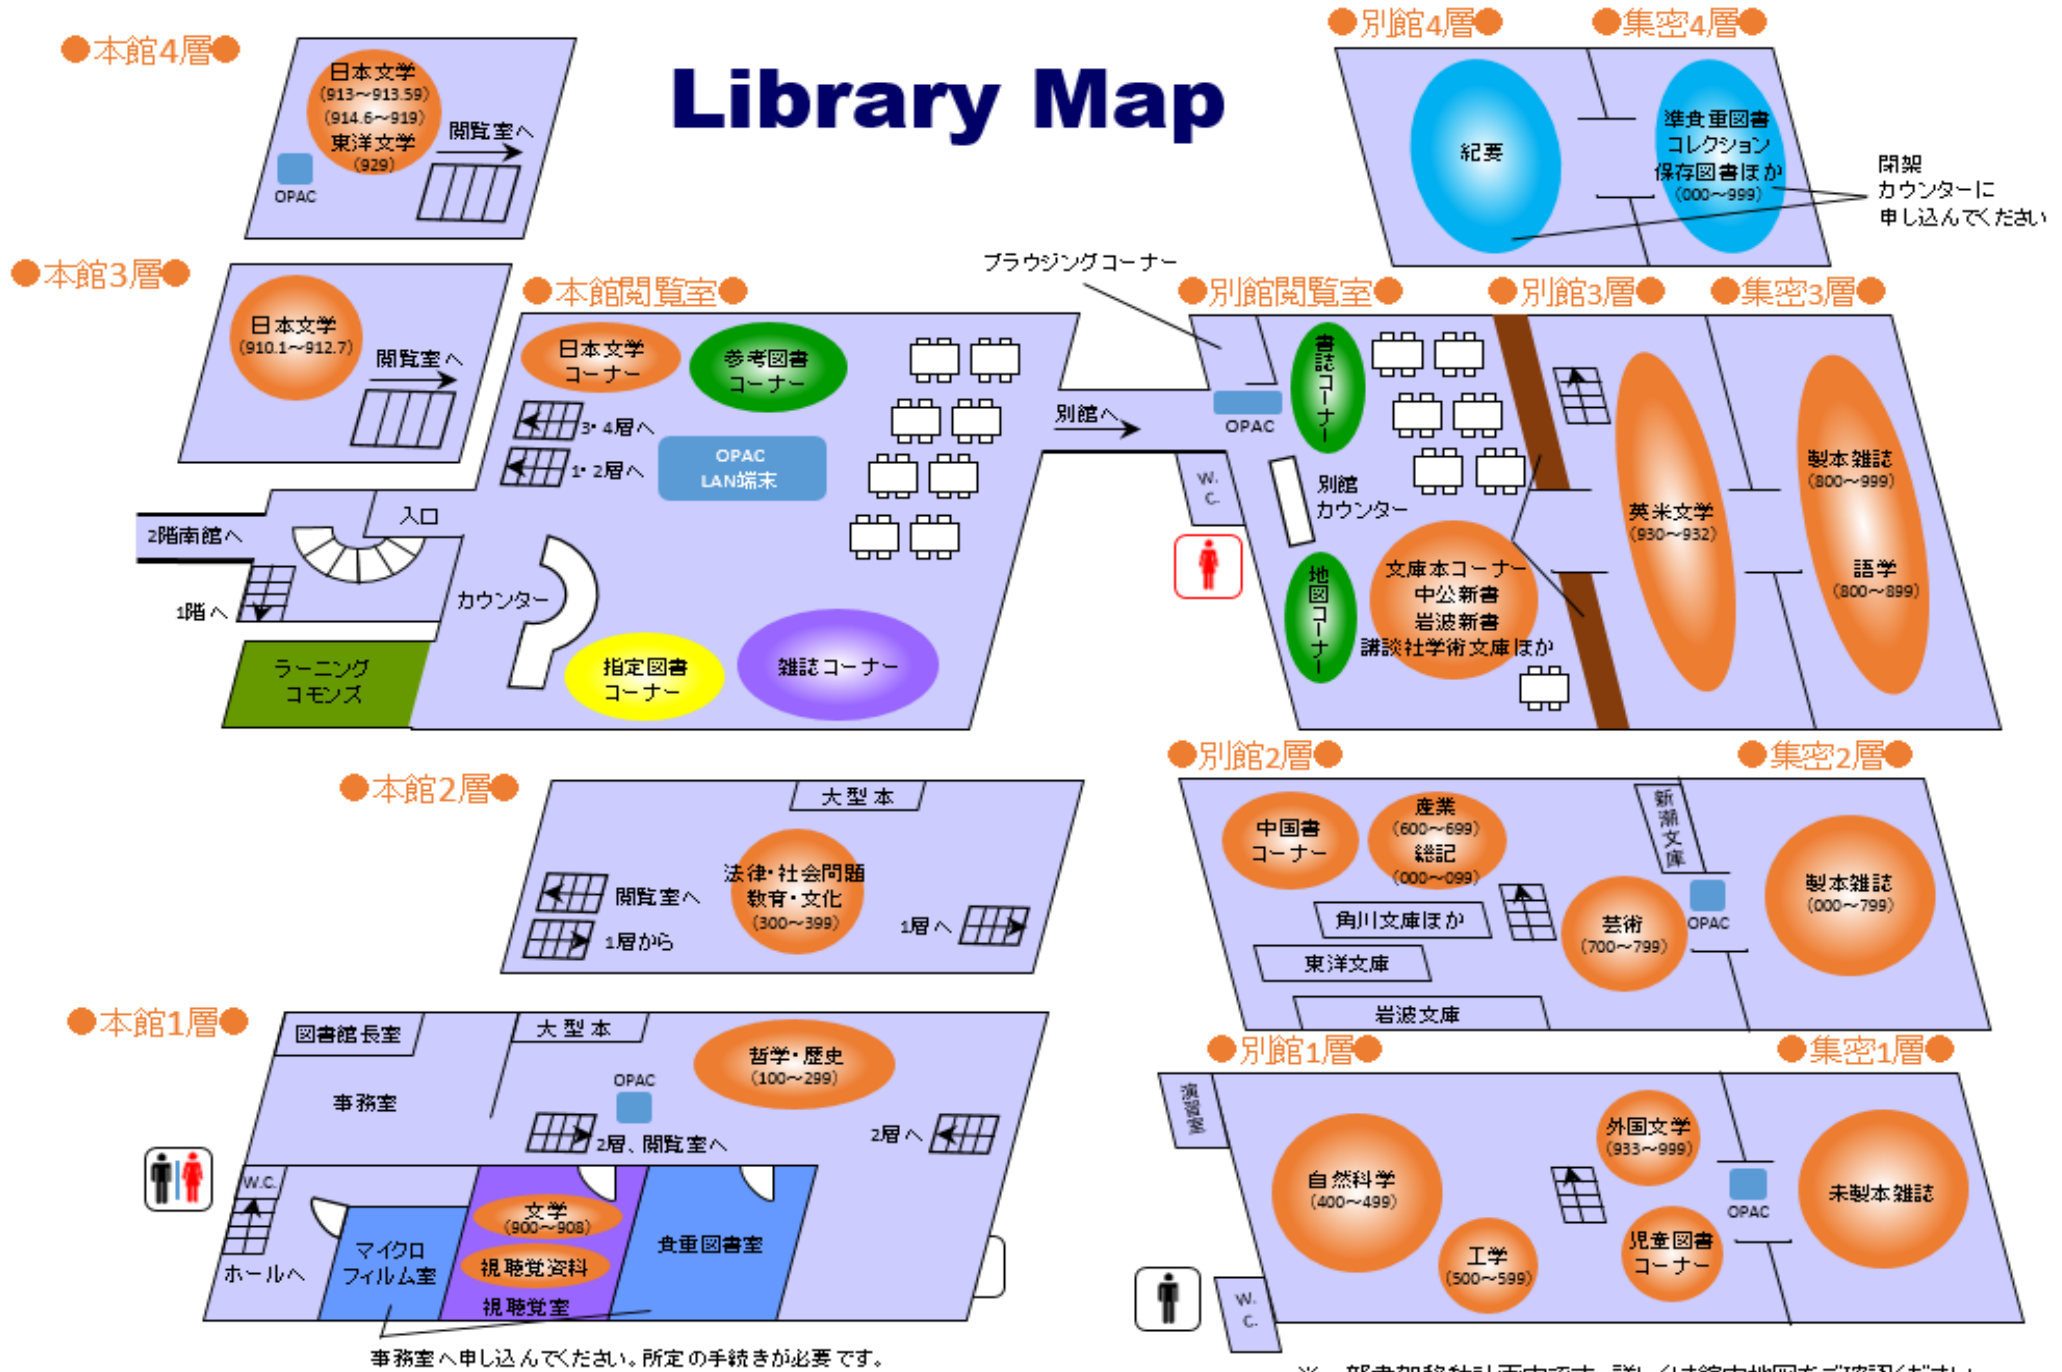 Library Map
●本館4層●
日本文学
(913～913.59)
(914.6～919)
東洋文学
(929)
閲覧室へ
OPAC
●別館4層●
●集密4層●
紀要
準貴重図書
コレクション
保存図書ほか
(000～999)
閉架
カウンターに
申し込んでください
●本館3層●
日本文学
(910.1～912.7)
閲覧室へ
●本館閲覧室●
日本文学
コーナー
参考図書
コーナー
3・4層へ
1・2層へ
OPAC
LAN端末
入口
2階南館へ
1階へ
カウンター
ラーニング
コモンズ
指定図書
コーナー
雑誌コーナー
別館へ
ブラウジングコーナー
●別館閲覧室●
●別館3層●
●集密3層●
書誌コーナー
OPAC
W.
C.
別館
カウンター
地図コーナー
文庫本コーナー
中公新書
岩波新書
講談社学術文庫ほか
英米文学
(930～932)
製本雑誌
(800～999)
語学
(800～899)
●本館2層●
大型本
法律・社会問題
教育・文化
(300～399)
閲覧室へ
1層から
1層へ
●別館2層●
●集密2層●
中国書
コーナー
産業
(600～699)
総記
(000～099)
新潮文庫
角川文庫ほか
東洋文庫
岩波文庫
芸術
(700～799)
OPAC
製本雑誌
(000～799)
●本館1層●
図書館長室
大型本
哲学・歴史
(100～299)
事務室
OPAC
2層、閲覧室へ
2層へ
W.C.
ホールへ
マイクロ
フィルム室
文学
(900～908)
視聴覚資料
視聴覚室
貴重図書室
事務室へ申し込んでください。所定の手続きが必要です。
●別館1層●
●集密1層●
演習室
自然科学
(400～499)
工学
(500～599)
外国文学
(933～999)
児童図書
コーナー
OPAC
未製本雑誌
W.
C.